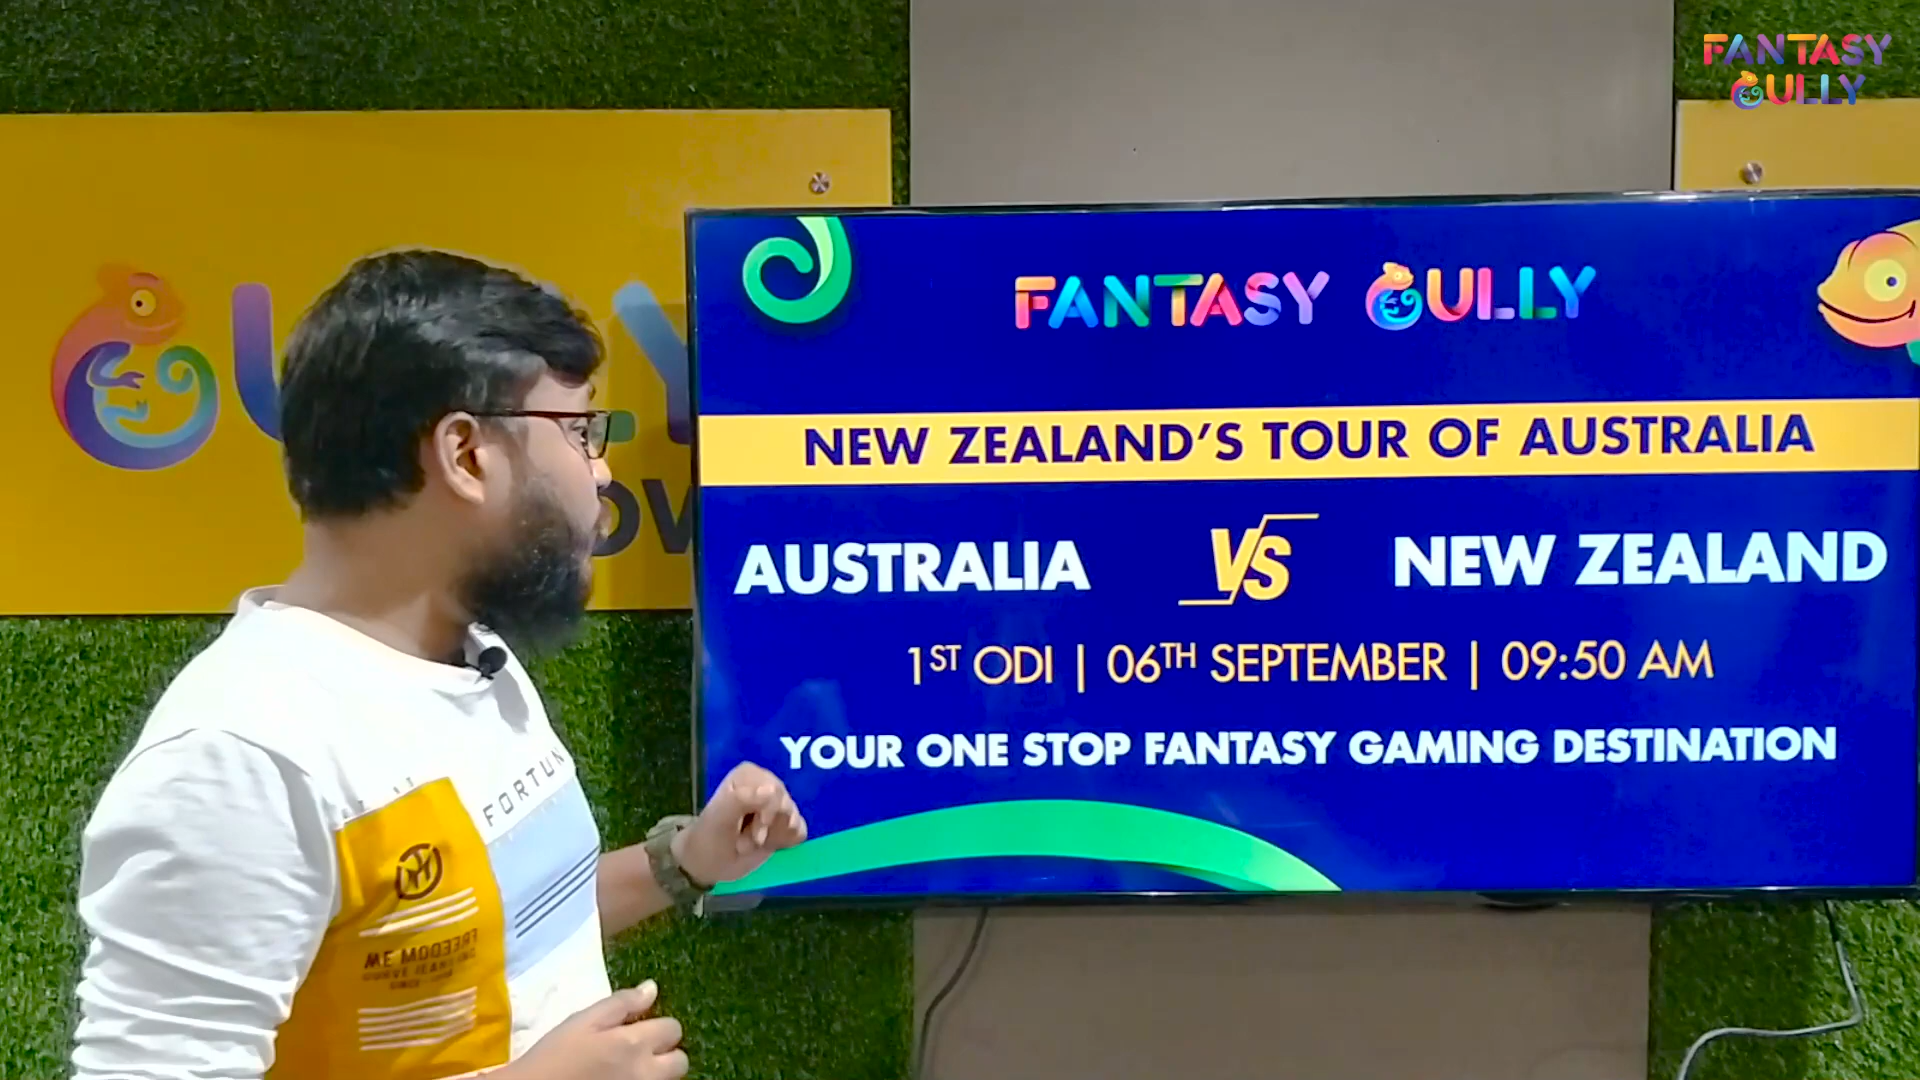 FANTASY
GULLY
FANTASY GULLY
NEW ZEALAND'S TOUR OF AUSTRALIA
AUSTRALIA VS NEW ZEALAND
1ST ODI | 06TH SEPTEMBER | 09:50 AM
YOUR ONE STOP FANTASY GAMING DESTINATION
FORTUN
FREEDOM